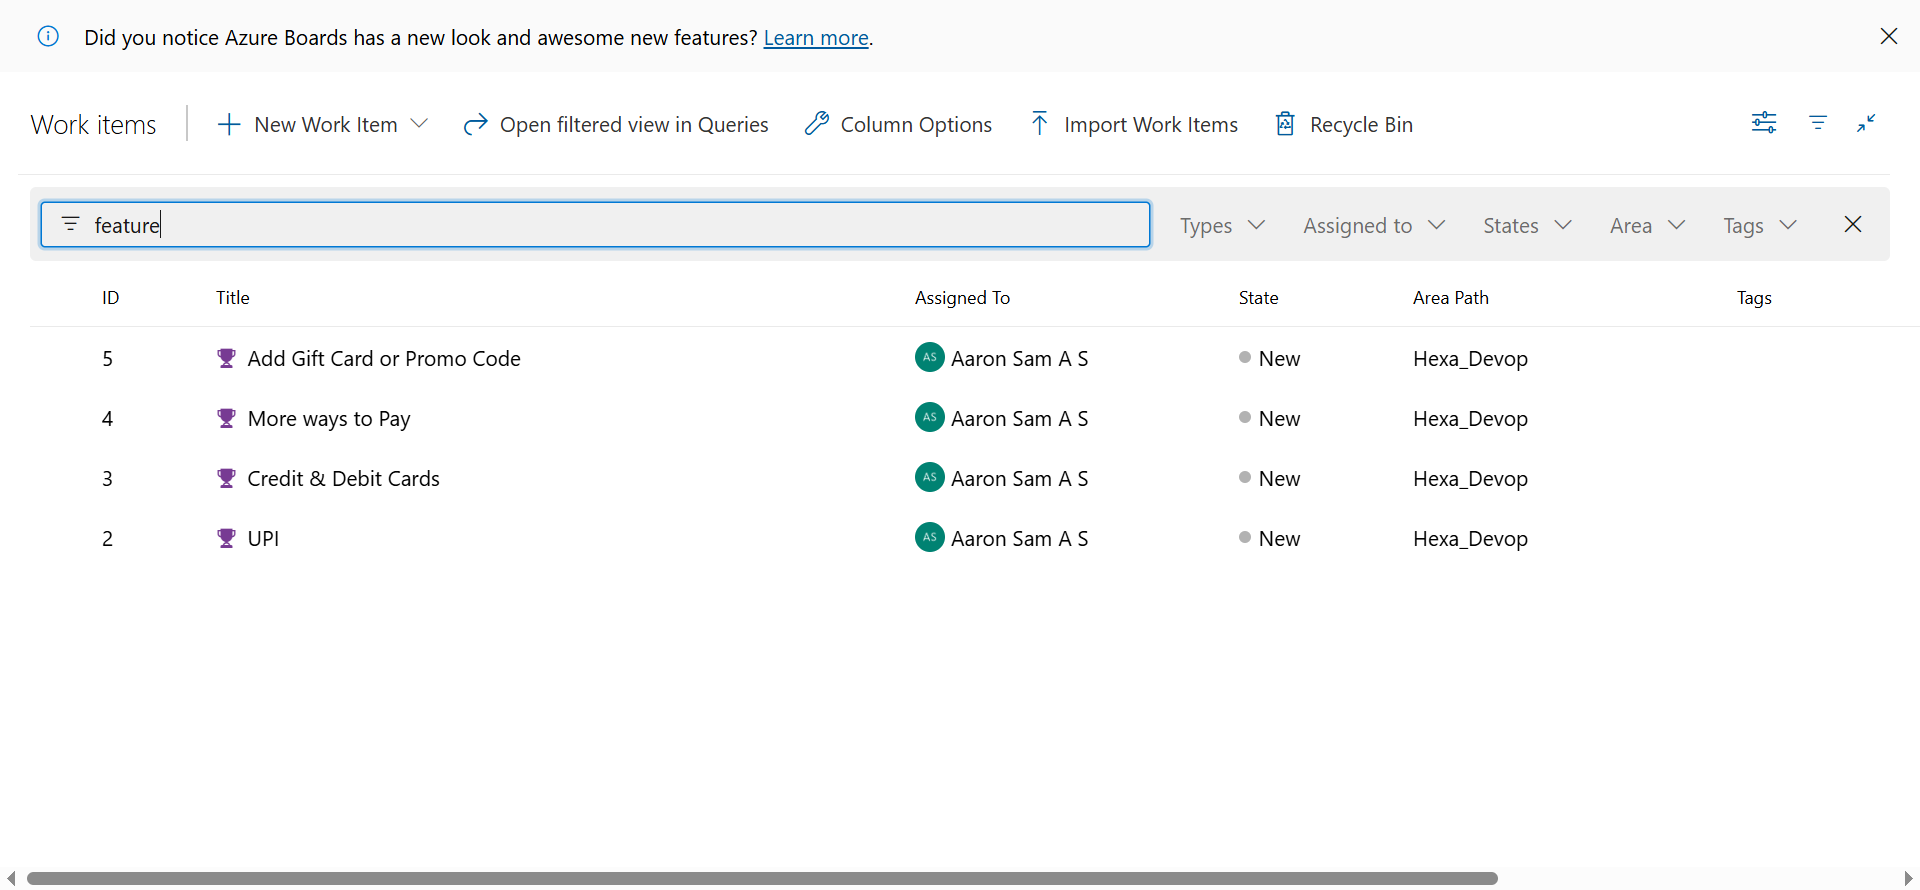 Did you notice Azure Boards has a new look and awesome new features? Learn more.
Work items New Work Item Open filtered view in Queries Column Options Import Work Items Recycle Bin
feature Types Assigned to States Area Tags
ID Title Assigned To State Area Path Tags
5 Add Gift Card or Promo Code AS Aaron Sam A S New Hexa_Devop
4 More ways to Pay AS Aaron Sam A S New Hexa_Devop
3 Credit & Debit Cards AS Aaron Sam A S New Hexa_Devop
2 UPI AS Aaron Sam A S New Hexa_Devop